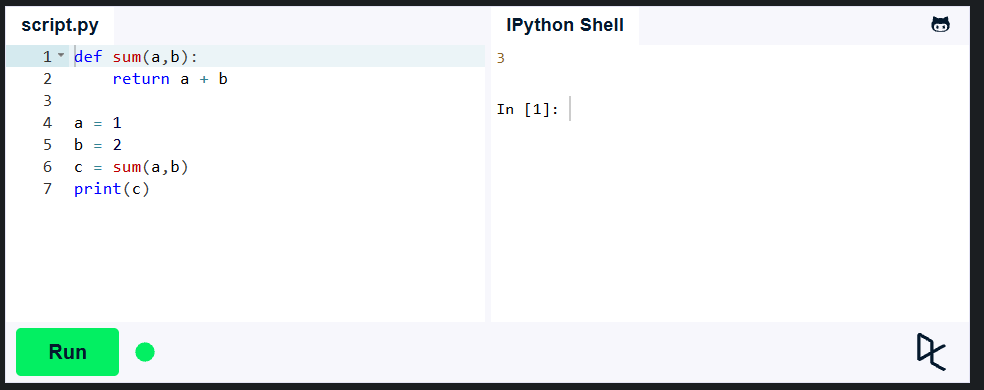 script.py
1 def sum(a,b):
2     return a + b
3
4 a = 1
5 b = 2
6 c = sum(a,b)
7 print(c)
IPython Shell
3
In [1]:
Run